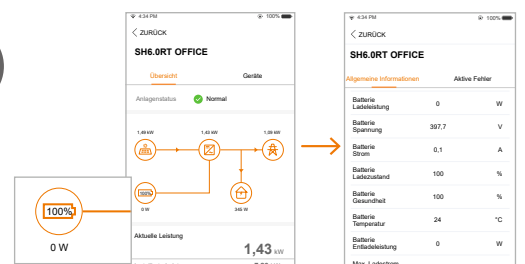 4:34 PM 100%
ZURÜCK
SH6.0RT OFFICE
Übersicht Geräte
Anlagenstatus Normal
1,49 kW 1,43 kW 1,08 kW
100%
0 W 345 W
100%
0 W
Aktuelle Leistung
1,43 kW
4:34 PM 100%
ZURÜCK
SH6.0RT OFFICE
Allgemeine Informationen Aktive Fehler
Batterie
Ladeleistung 0 W
Batterie
Spannung 397,7 V
Batterie
Strom 0,1 A
Batterie
Ladezustand 100 %
Batterie
Gesundheit 100 %
Batterie
Temperatur 24 °C
Batterie
Entladeleistung 0 W
Max. Ladestrom